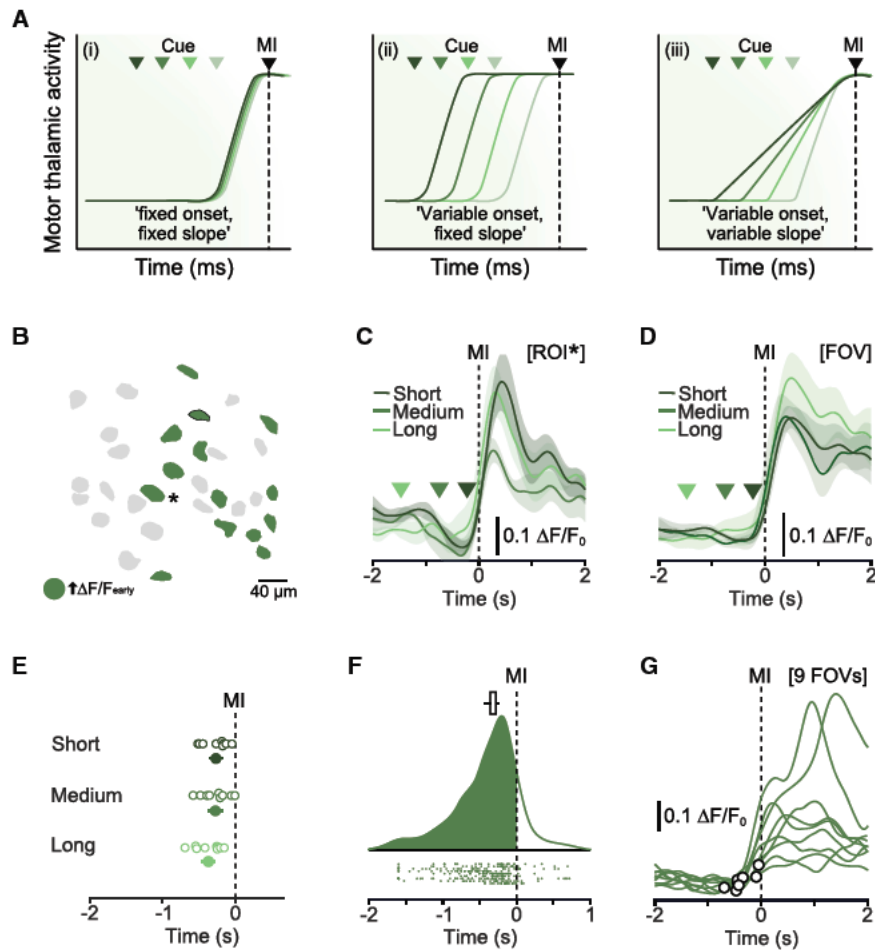 A
Motor thalamic activity
(i)
Cue
MI
'fixed onset,
fixed slope'
Time (ms)
(ii)
Cue
MI
'Variable onset,
fixed slope'
Time (ms)
(iii)
Cue
MI
'Variable onset,
variable slope'
Time (ms)
B
*
⬆ΔF/Fearly
40 µm
C
MI
[ROI*]
Short
Medium
Long
0.1 ΔF/F0
-2 0 2
Time (s)
D
MI
[FOV]
Short
Medium
Long
0.1 ΔF/F0
-2 0 2
Time (s)
E
MI
Short
Medium
Long
-2 0
Time (s)
F
MI
-2 -1 0 1
Time (s)
G
MI
[9 FOVs]
0.1 ΔF/F0
-2 0 2
Time (s)